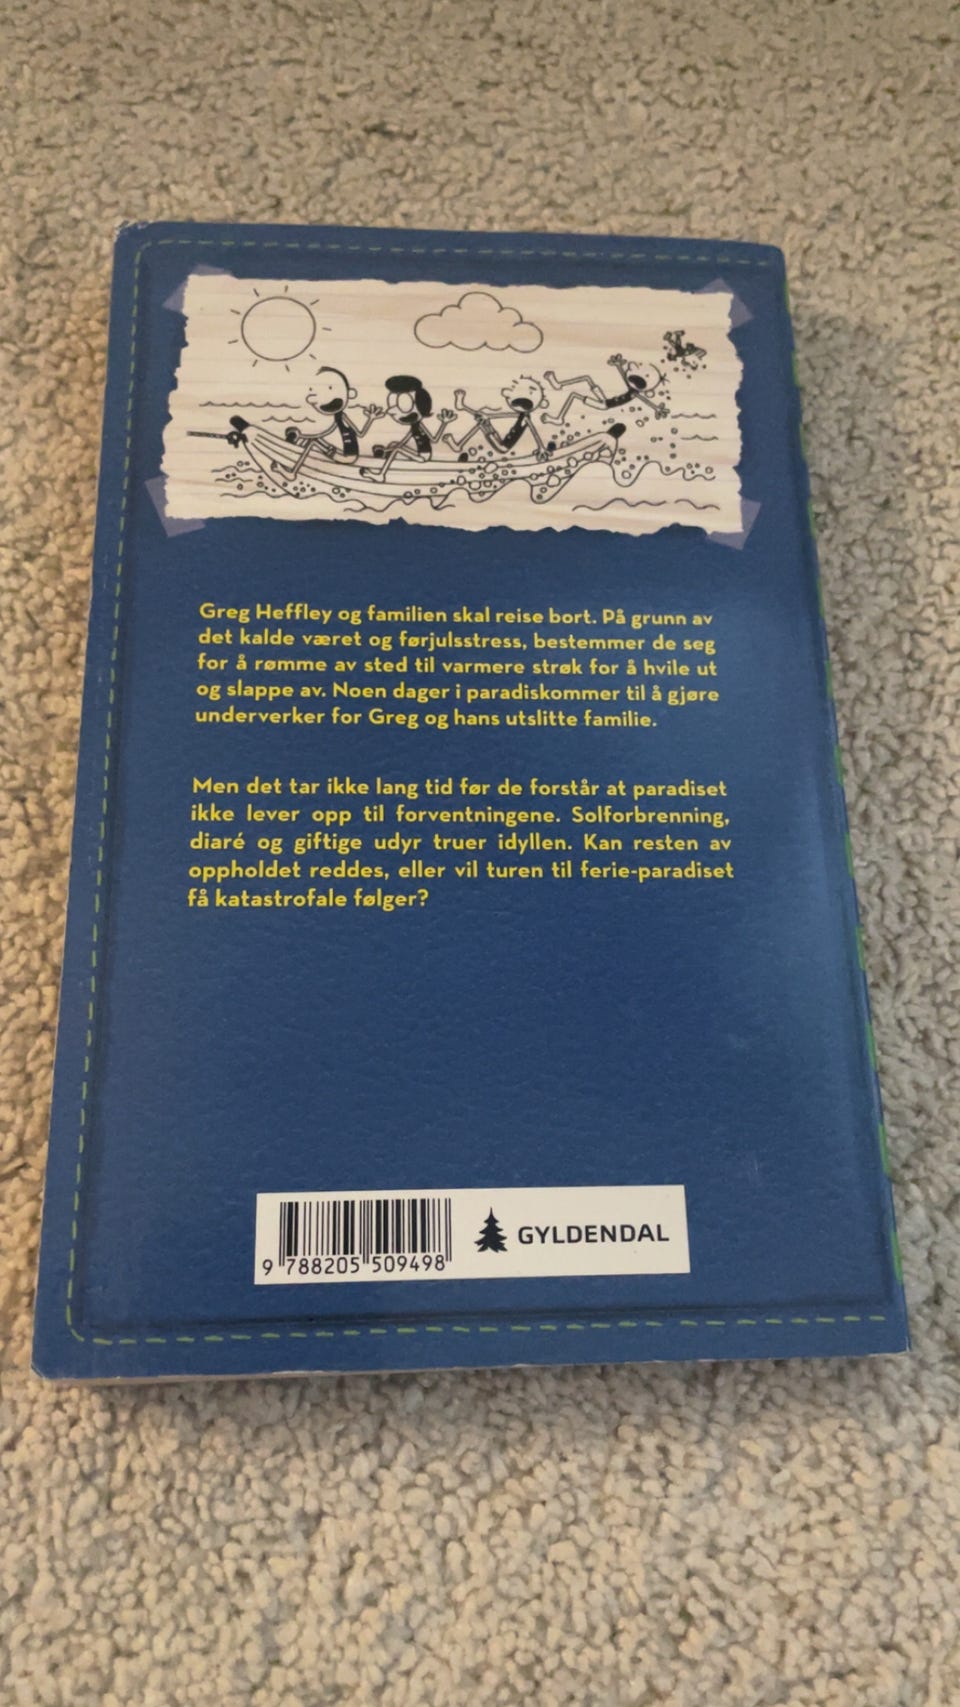 Greg Heffley og familien skal reise bort. På grunn av
det kalde været og førjulsstress, bestemmer de seg
for å rømme av sted til varmere strøk for å hvile ut
og slappe av. Noen dager i paradiskommer til å gjøre
underverker for Greg og hans utslitte familie.
Men det tar ikke lang tid før de forstår at paradiset
ikke lever opp til forventningene. Solforbrenning,
diaré og giftige udyr truer idyllen. Kan resten av
oppholdet reddes, eller vil turen til ferie-paradiset
få katastrofale følger?
GYLDENDAL
9 788205 509498